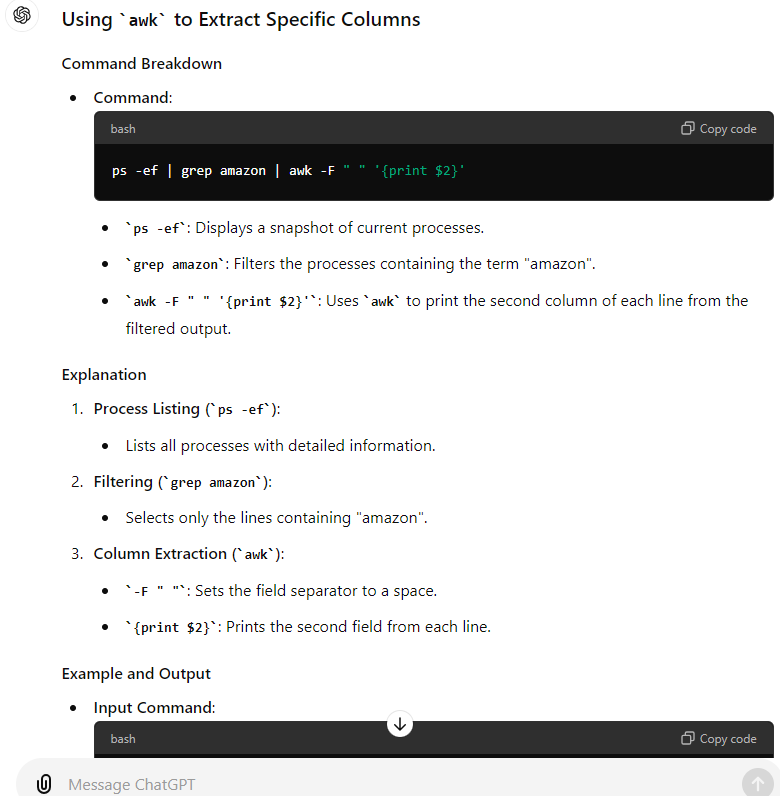 Using `awk` to Extract Specific Columns
Command Breakdown
• Command:
bash
Copy code
ps -ef | grep amazon | awk -F " " '{print $2}'
• `ps -ef`: Displays a snapshot of current processes.
• `grep amazon`: Filters the processes containing the term "amazon".
• `awk -F " " '{print $2}'`: Uses `awk` to print the second column of each line from the
filtered output.
Explanation
1. Process Listing (`ps -ef`):
• Lists all processes with detailed information.
2. Filtering (`grep amazon`):
• Selects only the lines containing "amazon".
3. Column Extraction (`awk`):
• `-F " "`: Sets the field separator to a space.
• `{print $2}`: Prints the second field from each line.
Example and Output
• Input Command:
bash
Copy code
Message ChatGPT